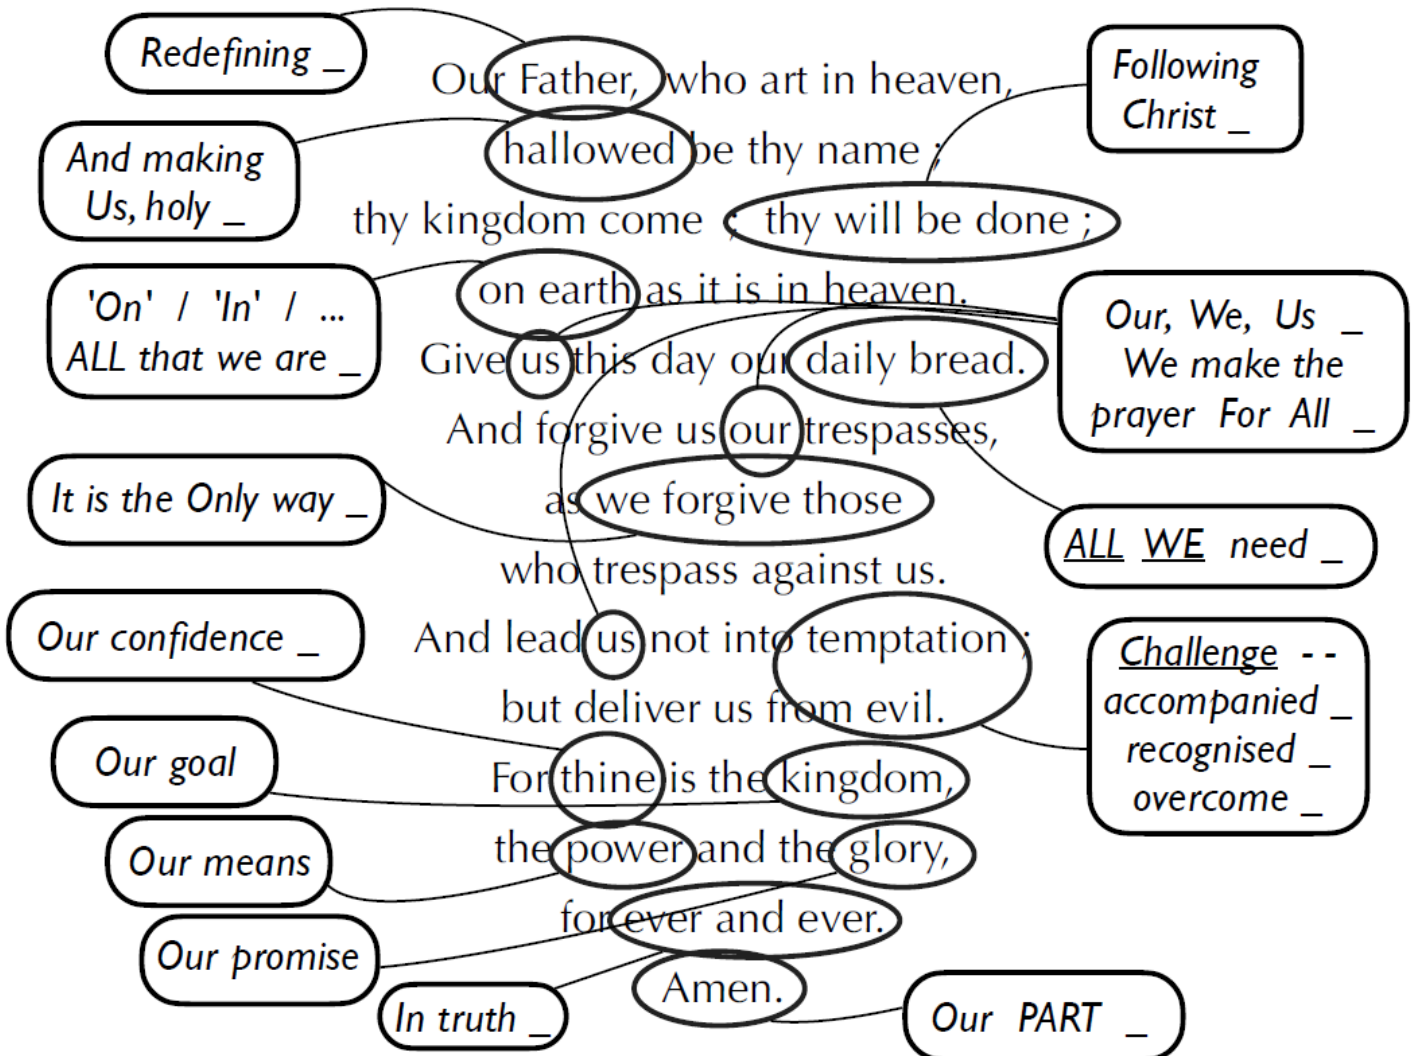 Redefining _
Our Father, who art in heaven,
Following
Christ _
And making
Us, holy _
hallowed be thy name ;
thy kingdom come ; thy will be done ;
'On' / 'In' / ...
ALL that we are _
on earth as it is in heaven.
Our, We, Us _
We make the
prayer For All _
Give us this day our daily bread.
And forgive us our trespasses,
It is the Only way _
as we forgive those
ALL WE need _
who trespass against us.
Our confidence _
And lead us not into temptation ;
Challenge - -
accompanied _
recognised _
overcome _
but deliver us from evil.
Our goal
For thine is the kingdom,
Our means
the power and the glory,
Our promise
for ever and ever.
In truth _
Amen.
Our PART _